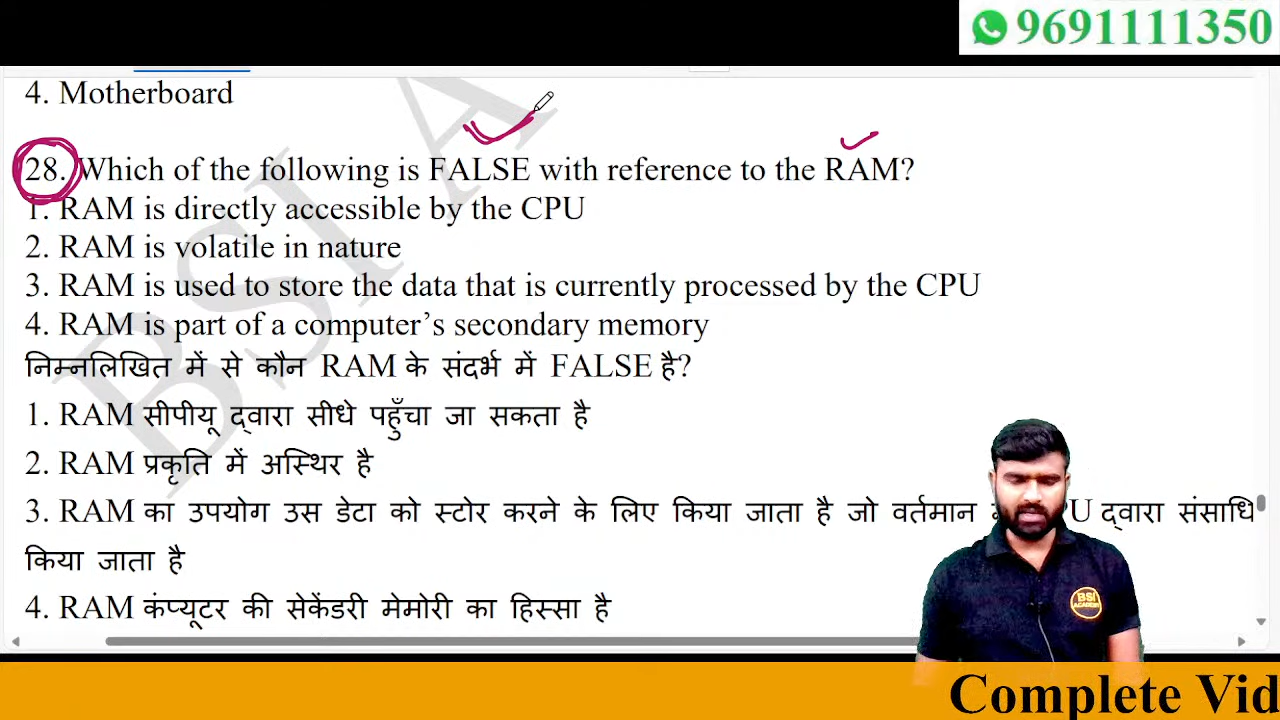 9691111350
4. Motherboard
28. Which of the following is FALSE with reference to the RAM?
1. RAM is directly accessible by the CPU
2. RAM is volatile in nature
3. RAM is used to store the data that is currently processed by the CPU
4. RAM is part of a computer’s secondary memory
निम्नलिखित में से कौन RAM के संदर्भ में FALSE है?
1. RAM सीपीयू द्वारा सीधे पहुँचा जा सकता है
2. RAM प्रकृति में अस्थिर है
3. RAM का उपयोग उस डेटा को स्टोर करने के लिए किया जाता है जो वर्तमान द्वारा
किया जाता है
4. RAM कंप्यूटर की सेकेंडरी मेमोरी का हिस्सा है
BSI A
BSI ACADEMY
Complete Vid